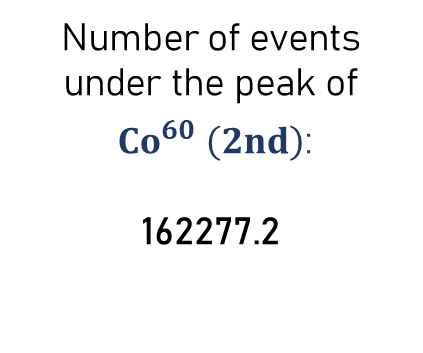 Number of events
under the peak of
Co⁶⁰ (2nd):
162277.2